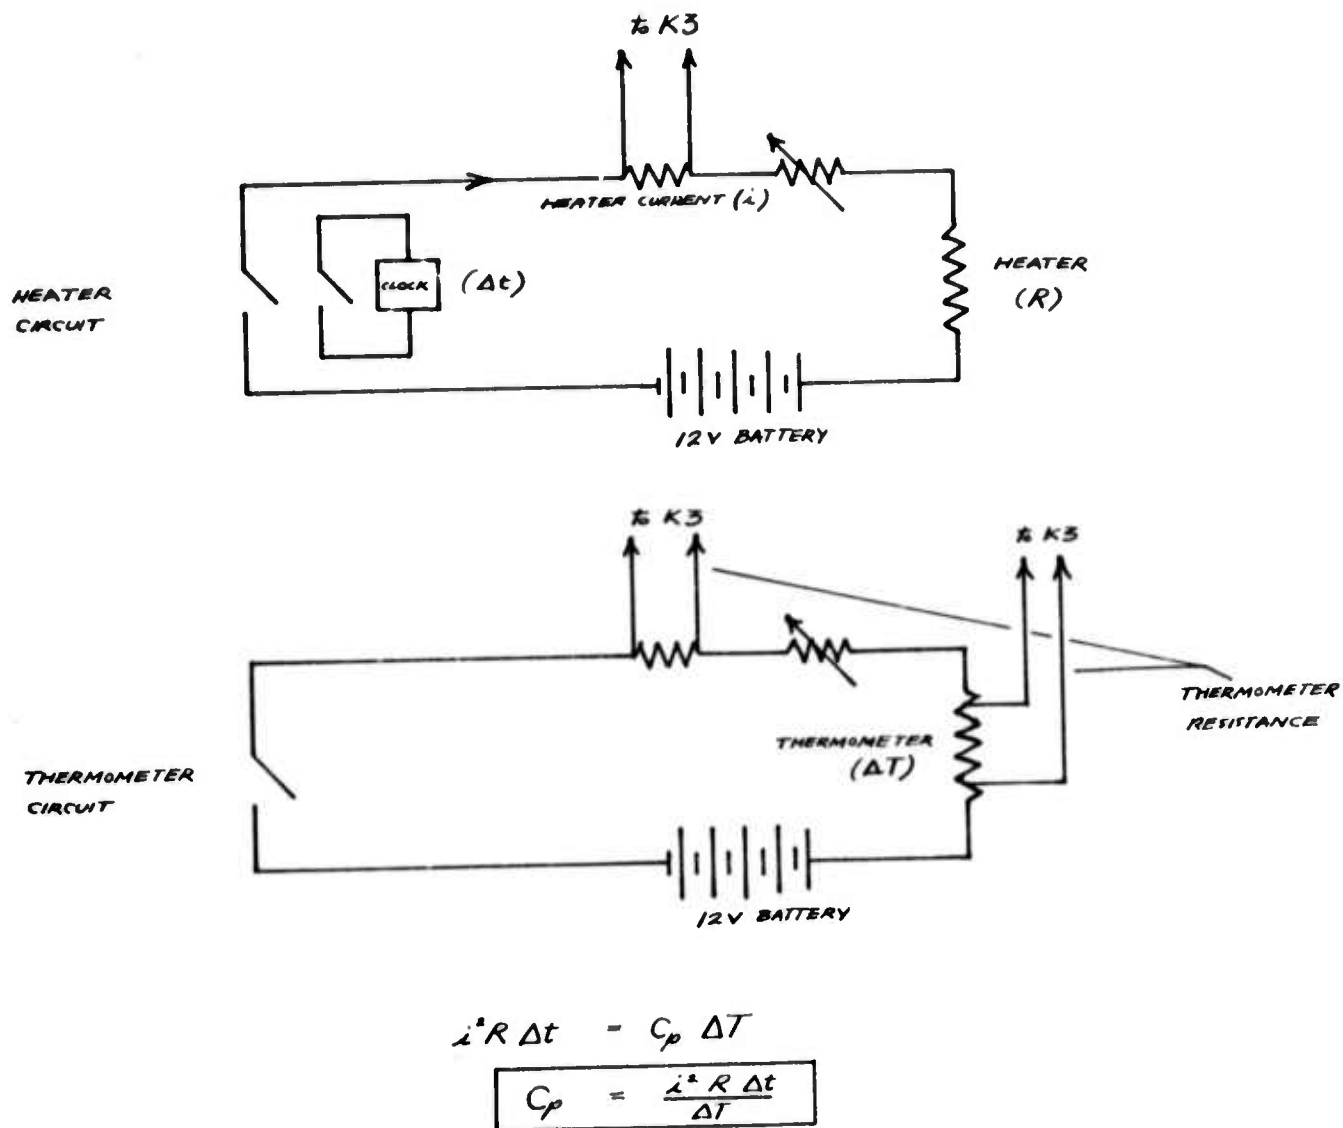 to K3
HEATER CURRENT (i)
HEATER
CIRCUIT
CLOCK
(Δt)
HEATER
(R)
12V BATTERY
to K3
to K3
THERMOMETER
RESISTANCE
THERMOMETER
(ΔT)
THERMOMETER
CIRCUIT
12V BATTERY
i² R Δt = Cp ΔT
Cp = i² R Δt / ΔT